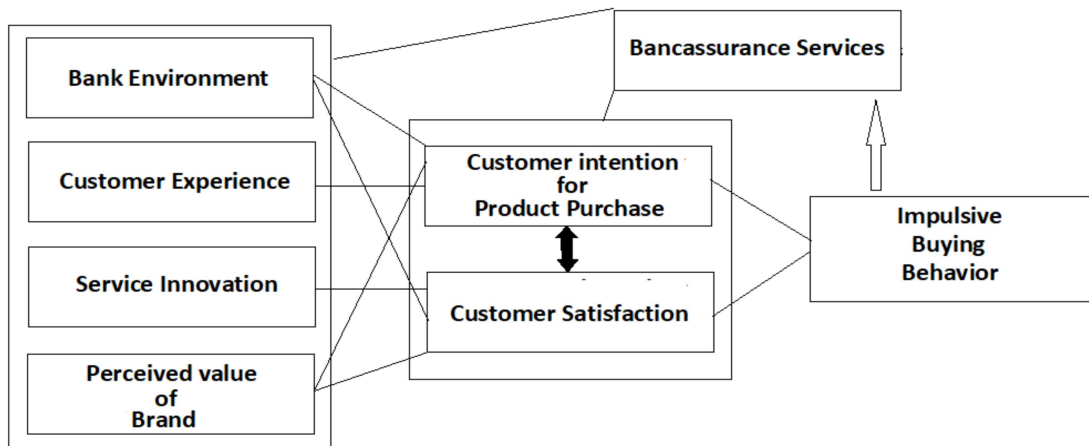 Bank Environment
Customer Experience
Service Innovation
Perceived value
of
Brand
Bancassurance Services
Customer intention
for
Product Purchase
Customer Satisfaction
Impulsive
Buying
Behavior